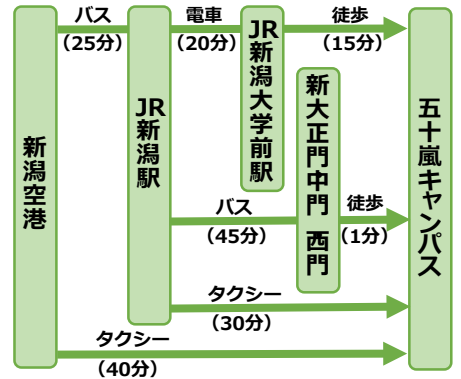 新潟空港
バス
（25分）
JR新潟駅
電車
（20分）
JR新潟大学前駅
徒歩
（15分）
五十嵐キャンパス
バス
（45分）
新大正門中門　西門
徒歩
（1分）
タクシー
（30分）
タクシー
（40分）